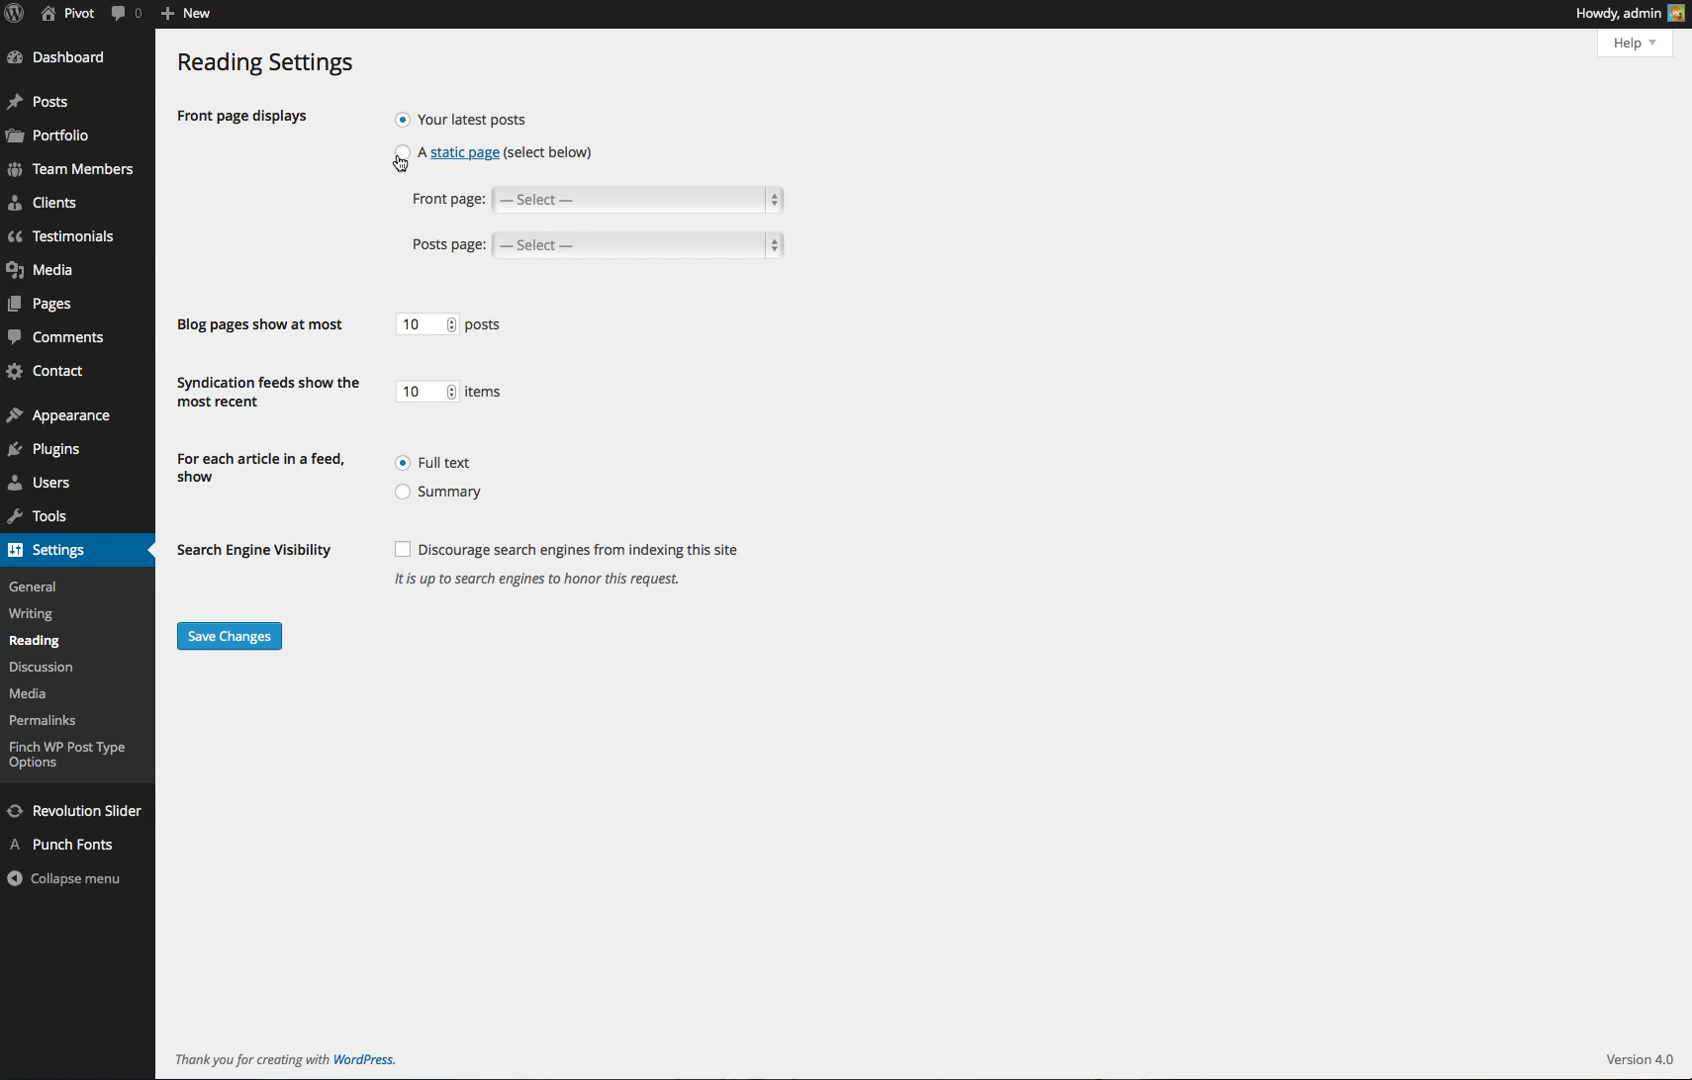 Pivot
0
New
Howdy, admin
Help
Dashboard
Posts
Portfolio
Team Members
Clients
Testimonials
Media
Pages
Comments
Contact
Appearance
Plugins
Users
Tools
Settings
General
Writing
Reading
Discussion
Media
Permalinks
Finch WP Post Type
Options
Revolution Slider
A Punch Fonts
Collapse menu
Reading Settings
Front page displays
Your latest posts
A static page (select below)
Front page: — Select —
Posts page: — Select —
Blog pages show at most
10 posts
Syndication feeds show the
most recent
10 items
For each article in a feed,
show
Full text
Summary
Search Engine Visibility
Discourage search engines from indexing this site
It is up to search engines to honor this request.
Save Changes
Thank you for creating with WordPress.
Version 4.0